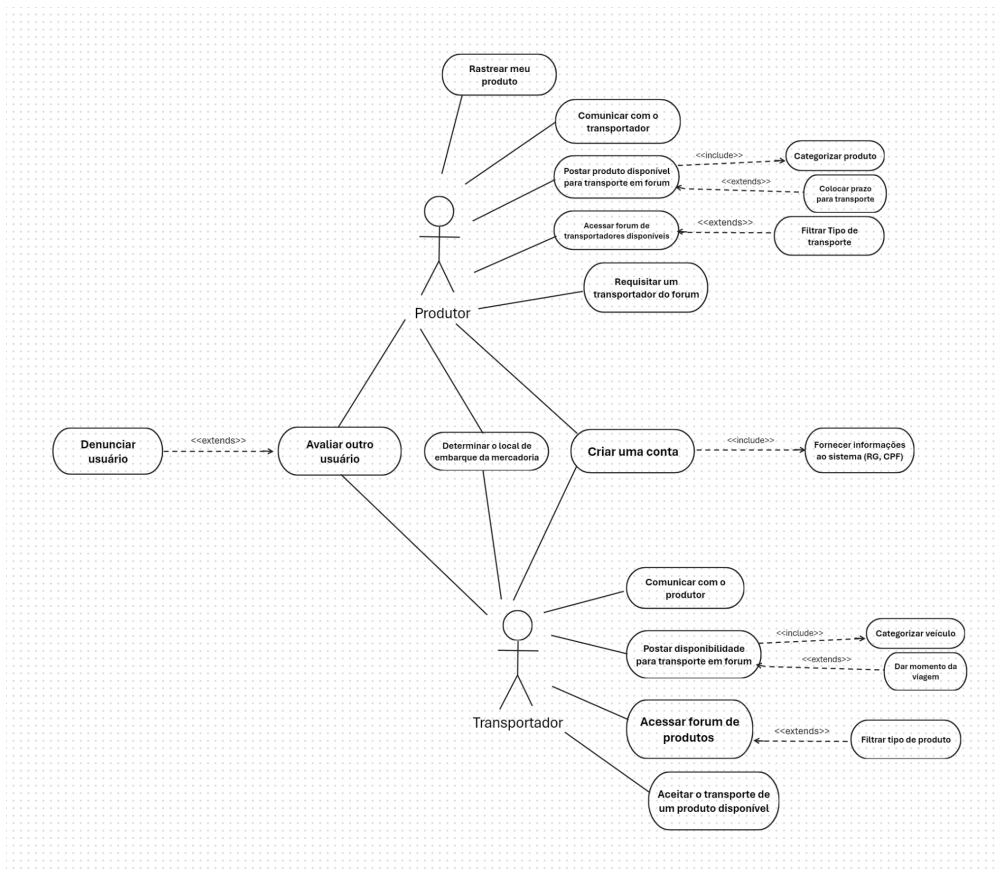 Rastrear meu
produto
Comunicar com o
transportador
Postar produto disponível
para transporte em forum
<<include>>
Categorizar produto
<<extends>>
Colocar prazo
para transporte
Acessar forum de
transportadores disponíveis
<<extends>>
Filtrar Tipo de
transporte
Requisitar um
transportador do forum
Produtor
Denunciar
usuário
<<extends>>
Avaliar outro
usuário
Determinar o local de
embarque da mercadoria
Criar uma conta
<<include>>
Fornecer informações
ao sistema (RG, CPF)
Comunicar com o
produtor
Postar disponibilidade
para transporte em forum
<<include>>
Categorizar veículo
<<extends>>
Dar momento da
viagem
Transportador
Acessar forum de
produtos
<<extends>>
Filtrar tipo de produto
Aceitar o transporte de
um produto disponível